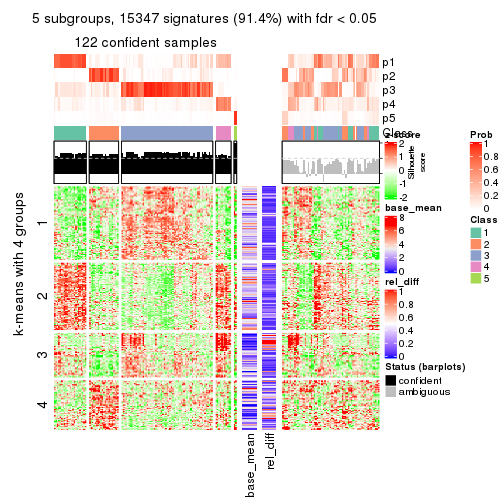 5 subgroups, 15347 signatures (91.4%) with fdr < 0.05
122 confident samples
p1
p2
p3
p4
p5
Class
z-score
2
1
0
-1
-2
Silhouette
score
base_mean
8
6
4
2
0
rel_diff
1
0.8
0.6
0.4
0.2
0
Status (barplots)
confident
ambiguous
Prob
1
0.8
0.6
0.4
0.2
0
Class
1
2
3
4
5
k-means with 4 groups
1
2
3
4
base_mean
rel_diff